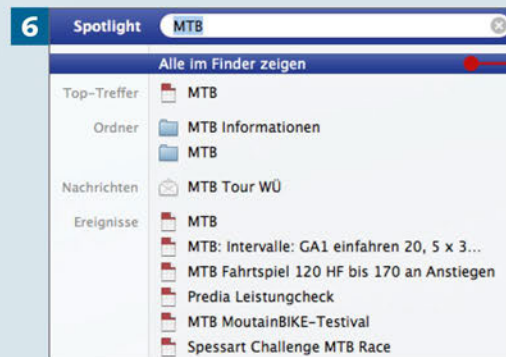 6
Spotlight MTB
Alle im Finder zeigen
Top-Treffer MTB
Ordner MTB Informationen
MTB
Nachrichten MTB Tour WÜ
Ereignisse MTB
MTB: Intervalle: GA1 einfahren 20, 5 x 3...
MTB Fahrtspiel 120 HF bis 170 an Anstiegen
Predia Leistungcheck
MTB MoutainBIKE-Testival
Spessart Challenge MTB Race